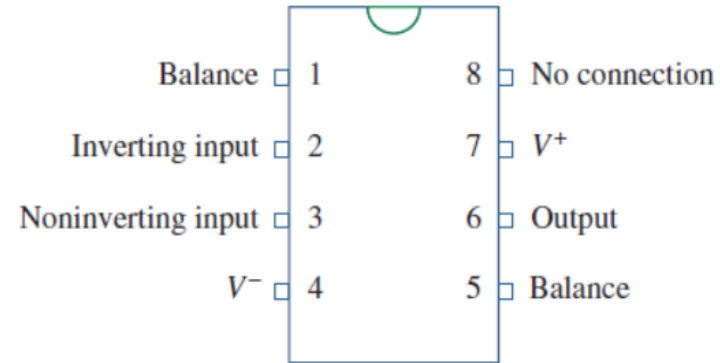 Balance 1 8 No connection
Inverting input 2 7 V+
Noninverting input 3 6 Output
V− 4 5 Balance